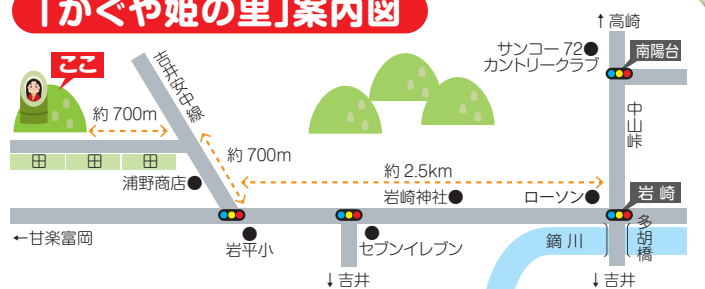 「かぐや姫の里」案内図
↑高崎
サンコー72
カントリークラブ
南陽台
ここ
吉井安中線
約700m
中山峠
田 田 田
約700m
浦野商店
約2.5km
岩崎神社
ローソン
岩崎
←甘楽富岡
岩平小
セブンイレブン
鏑川
多胡橋
↓吉井
↓吉井